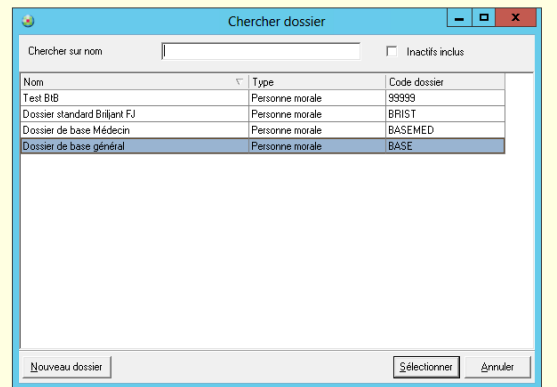 Chercher dossier
Chercher sur nom Inactifs inclus
Nom Type Code dossier
Test BtB Personne morale 99999
Dossier standard Briljant FJ Personne morale BRIST
Dossier de base Médecin Personne morale BASEMED
Dossier de base général Personne morale BASE
Nouveau dossier Sélectionner Annuler